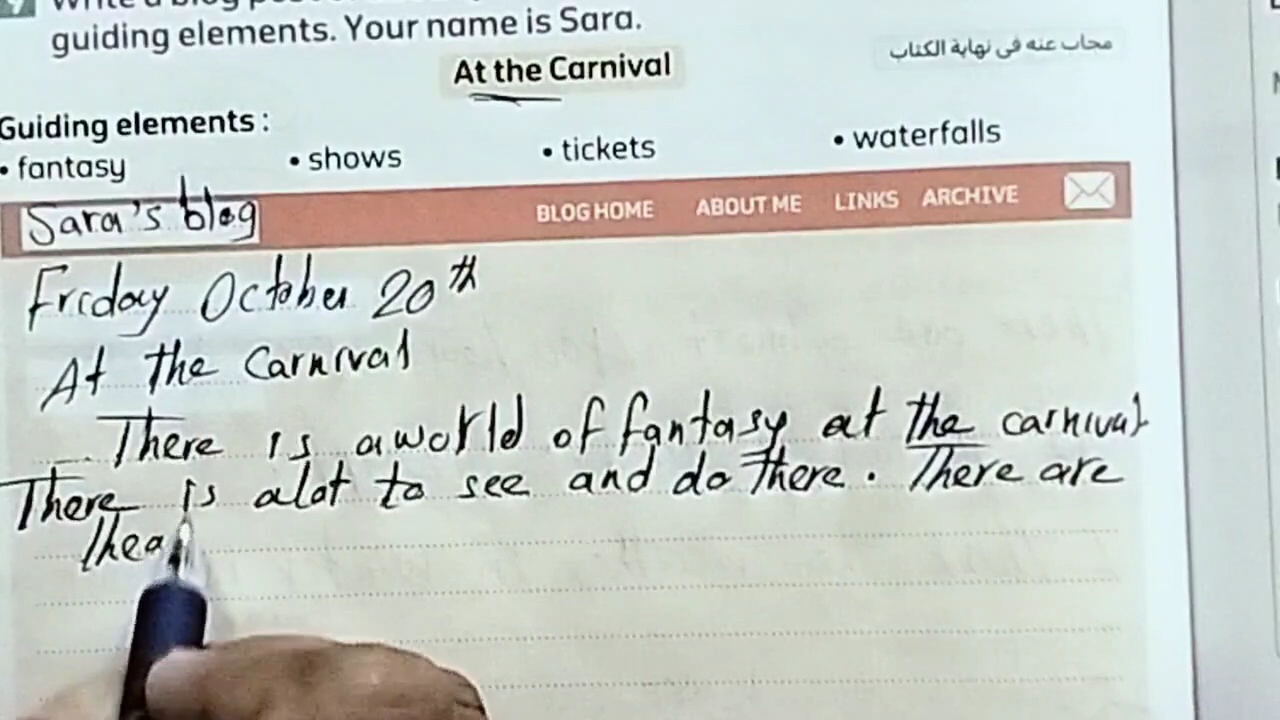 guiding elements. Your name is Sara.
مجاب عنه فى نهاية الكتاب
At the Carnival
Guiding elements :
• fantasy • shows • tickets • waterfalls
Sara's blog BLOG HOME ABOUT ME LINKS ARCHIVE
Friday October 20th
At the Carnival
There is a world of fantasy at the carnival
There is alot to see and do there. There are
thea